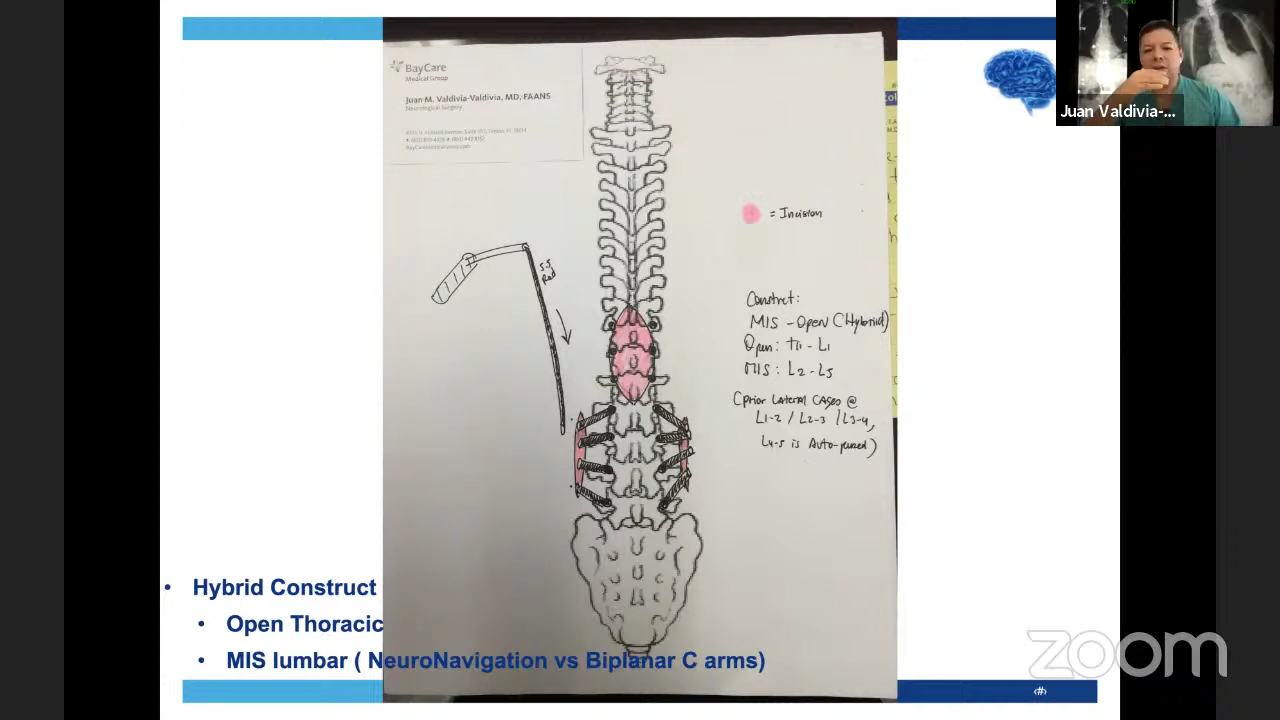 BayCare
Medical Group
Juan M. Valdivia-Valdivia, MD, FAANS
Neurological Surgery
BayCareMedicalGroup.com
= Incision
5.5
Rod
Construct:
MIS - Open (Hybrid)
Open: T11 - L1
MIS: L2 - L5
(prior Lateral cases @
L1-2 / L2-3 / L3-4,
L4-5 is Auto-fused)
• Hybrid Construct
• Open Thoracic
• MIS lumbar ( NeuroNavigation vs Biplanar C arms)
Juan Valdivia-...
zoom
‹#›